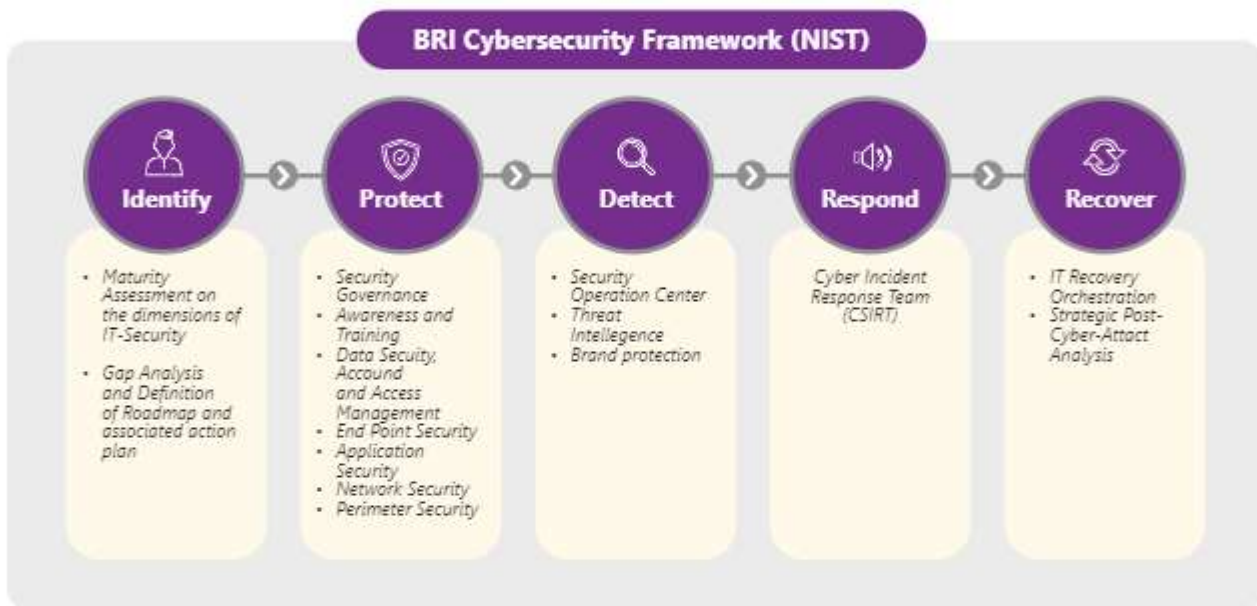 BRI Cybersecurity Framework (NIST)
Identify
• Maturity
Assessment on
the dimensions of
IT-Security
• Gap Analysis
and Definition
of Roadmap and
associated action
plan
Protect
• Security
Governance
• Awareness and
Training
• Data Secuity,
Accound
and Access
Management
• End Point Security
• Application
Security
• Network Security
• Perimeter Security
Detect
• Security
Operation Center
• Threat
Intellegence
• Brand protection
Respond
Cyber Incident
Response Team
(CSIRT)
Recover
• IT Recovery
Orchestration
• Strategic Post-
Cyber-Attact
Analysis